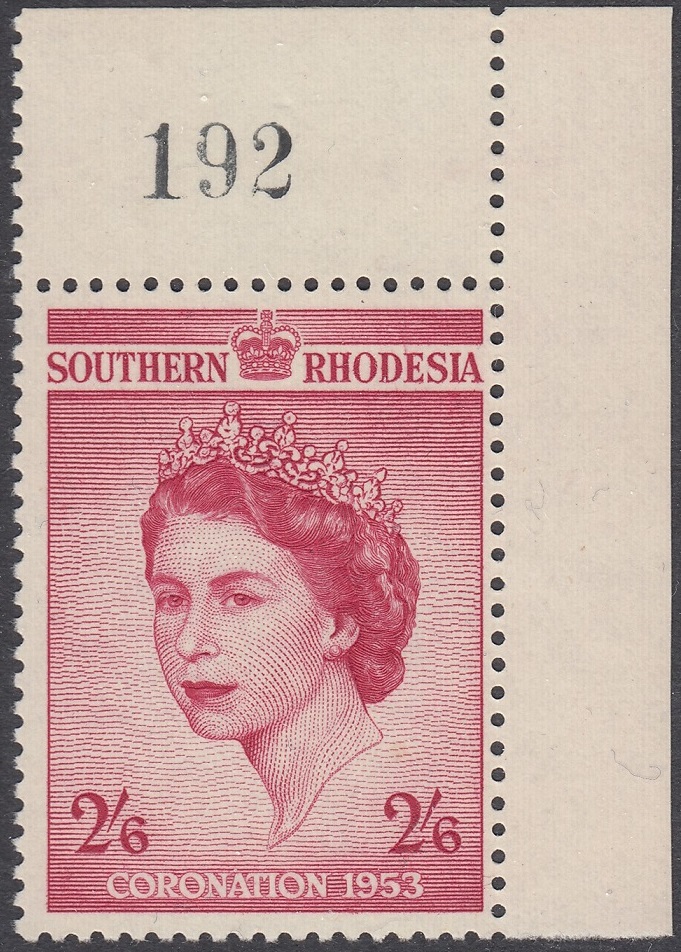 192
SOUTHERN RHODESIA
2/6 2/6
CORONATION 1953